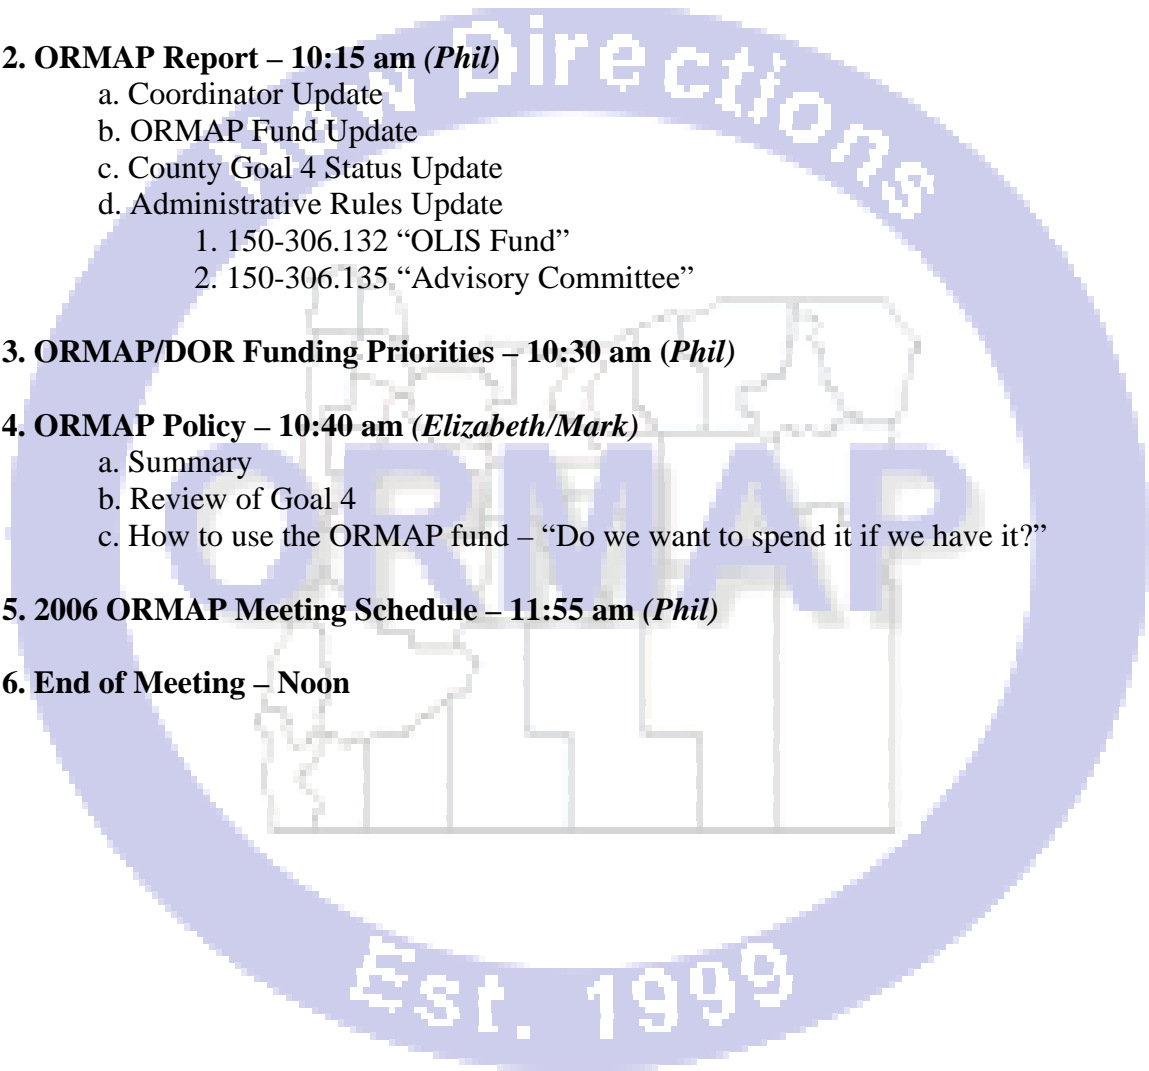 2. ORMAP Report – 10:15 am (Phil)
a. Coordinator Update
b. ORMAP Fund Update
c. County Goal 4 Status Update
d. Administrative Rules Update
1. 150-306.132 “OLIS Fund”
2. 150-306.135 “Advisory Committee”
3. ORMAP/DOR Funding Priorities – 10:30 am (Phil)
4. ORMAP Policy – 10:40 am (Elizabeth/Mark)
a. Summary
b. Review of Goal 4
c. How to use the ORMAP fund – “Do we want to spend it if we have it?”
5. 2006 ORMAP Meeting Schedule – 11:55 am (Phil)
6. End of Meeting – Noon
New Directions
ORMAP
Est. 1999